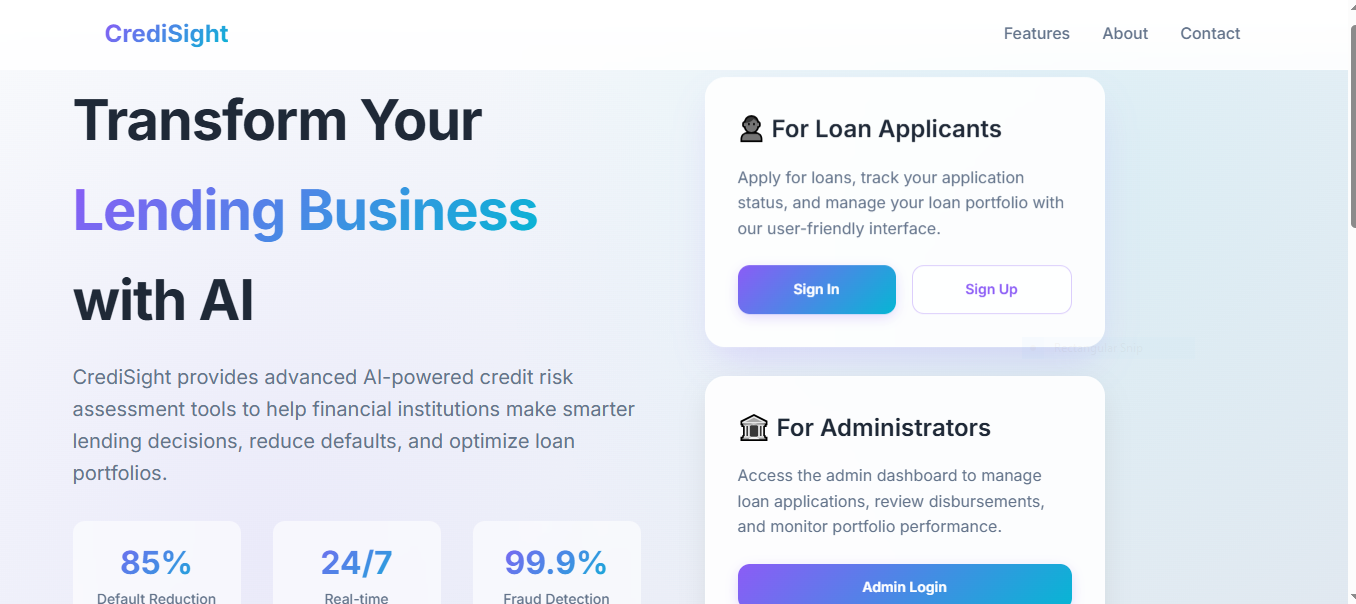 CrediSight
Features
About
Contact
Transform Your
Lending Business
with AI
CrediSight provides advanced AI-powered credit risk
assessment tools to help financial institutions make smarter
lending decisions, reduce defaults, and optimize loan
portfolios.
85%
Default Reduction
24/7
Real-time
99.9%
Fraud Detection
For Loan Applicants
Apply for loans, track your application
status, and manage your loan portfolio with
our user-friendly interface.
Sign In
Sign Up
Rectangular Snip
For Administrators
Access the admin dashboard to manage
loan applications, review disbursements,
and monitor portfolio performance.
Admin Login